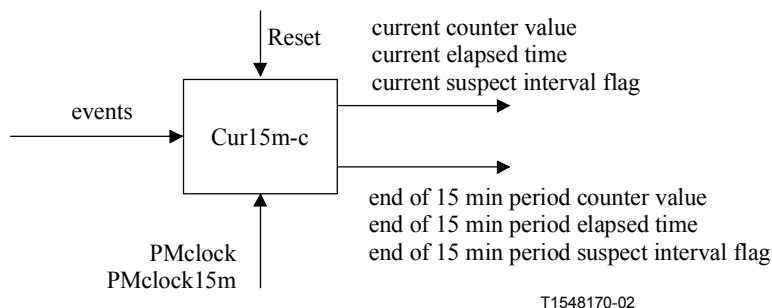 Reset
current counter value
current elapsed time
current suspect interval flag
events
Cur15m-c
end of 15 min period counter value
end of 15 min period elapsed time
end of 15 min period suspect interval flag
PMclock
PMclock15m
T1548170-02